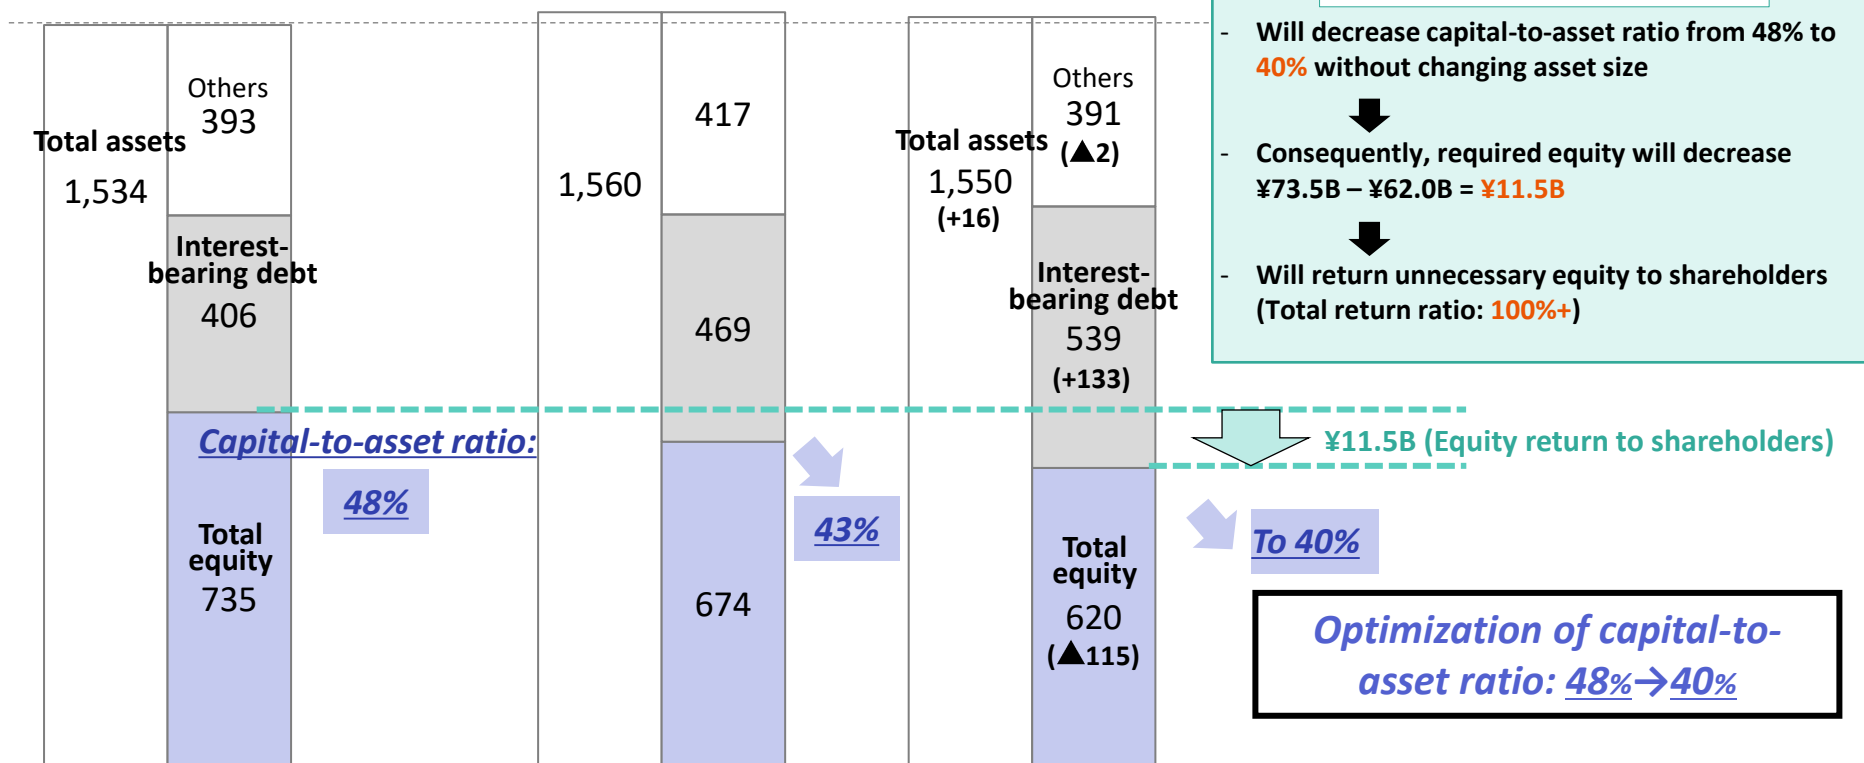 Total assets
1,534
Others
393
Interest-
bearing debt
406
Capital-to-asset ratio:
48%
Total
equity
735
1,560
417
469
674
43%
Total assets
1,550
(+16)
Others
391
(▲2)
Interest-
bearing debt
539
(+133)
Total
equity
620
(▲115)
- Will decrease capital-to-asset ratio from 48% to
40% without changing asset size
- Consequently, required equity will decrease
¥73.5B – ¥62.0B = ¥11.5B
- Will return unnecessary equity to shareholders
(Total return ratio: 100%+)
¥11.5B (Equity return to shareholders)
To 40%
Optimization of capital-to-
asset ratio: 48%→40%